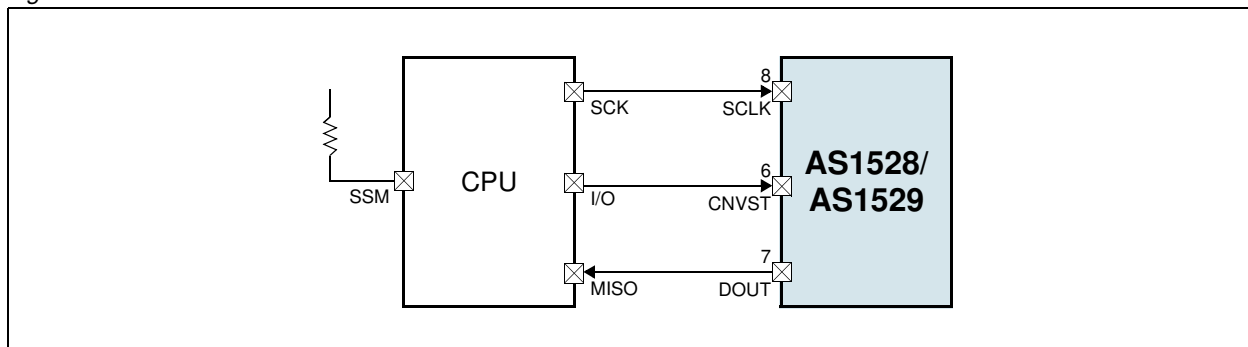 8
SCK
SCLK
AS1528/
AS1529
CPU
6
SSM
I/O
CNVST
7
MISO
DOUT